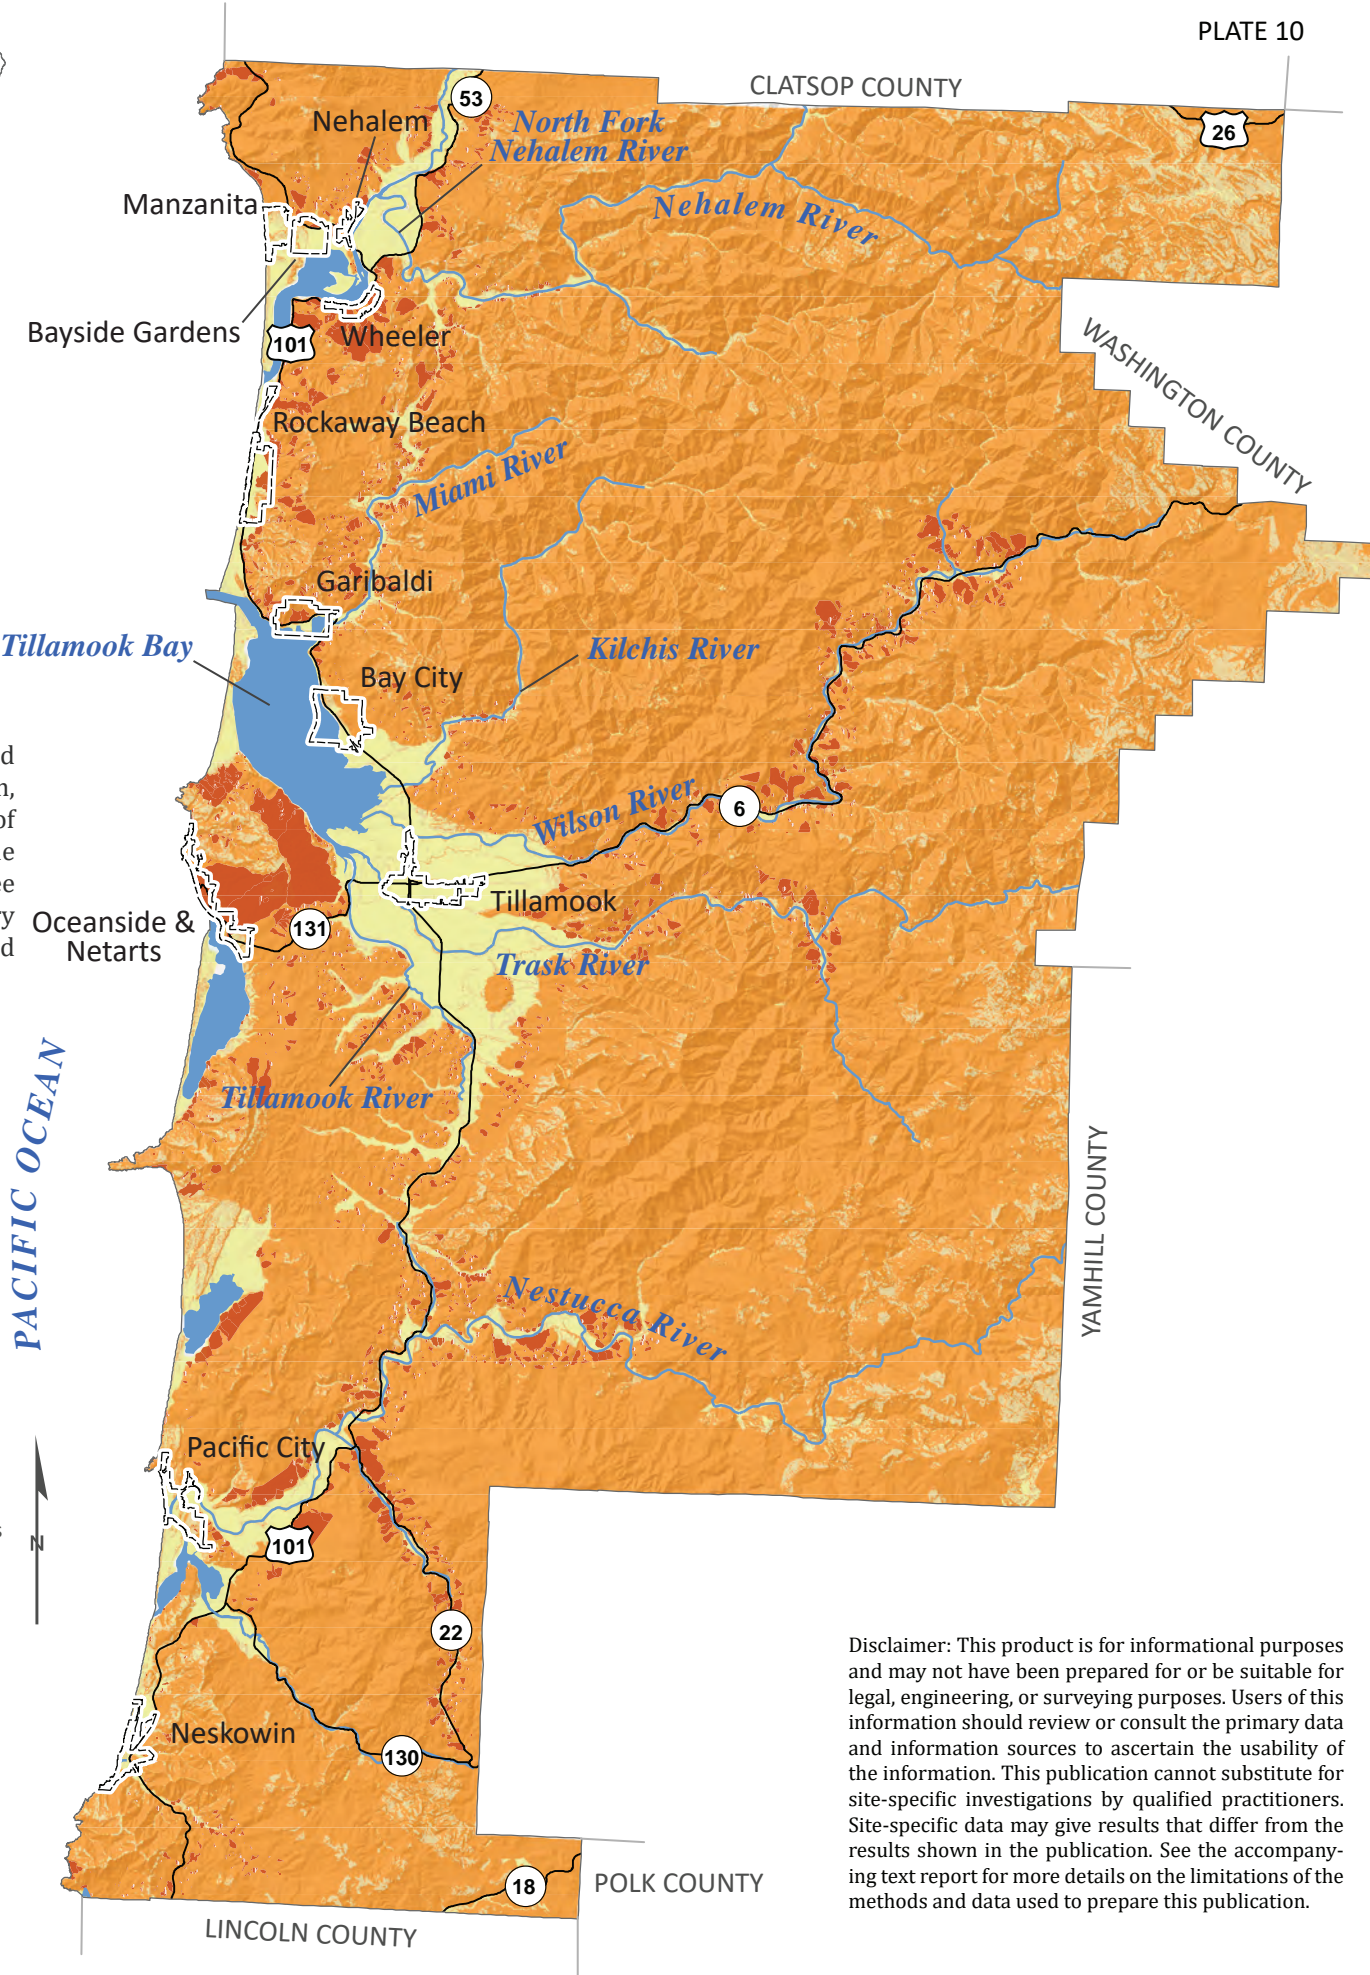 PLATE 10
CLATSOP COUNTY
53
26
Nehalem
North Fork
Nehalem River
Manzanita
Nehalem River
Bayside Gardens
101
Wheeler
WASHINGTON COUNTY
Rockaway Beach
Miami River
Garibaldi
Tillamook Bay
Kilchis River
Bay City
d
n,
of
e
ee
ry
d
Wilson River
6
Tillamook
Oceanside &
Netarts
131
Trask River
Tillamook River
PACIFIC OCEAN
YAMHILL COUNTY
Nestucca River
Pacific City
s
N
101
22
Neskowin
130
18
POLK COUNTY
LINCOLN COUNTY
Disclaimer: This product is for informational purposes
and may not have been prepared for or be suitable for
legal, engineering, or surveying purposes. Users of this
information should review or consult the primary data
and information sources to ascertain the usability of
the information. This publication cannot substitute for
site-specific investigations by qualified practitioners.
Site-specific data may give results that differ from the
results shown in the publication. See the accompany-
ing text report for more details on the limitations of the
methods and data used to prepare this publication.